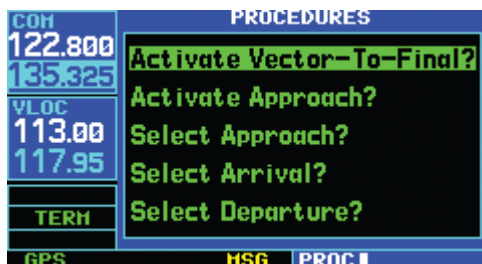 COM
122.800
135.325
VLOC
113.00
117.95
TERM
GPS
PROCEDURES
Activate Vector-To-Final?
Activate Approach?
Select Approach?
Select Arrival?
Select Departure?
MSG
PROC